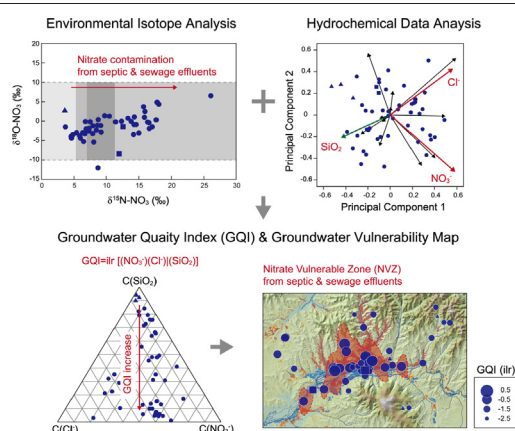 Environmental Isotope Analysis
Hydrochemical Data Anaysis
Nitrate contamination
from septic & sewage effluents
δ¹⁸O-NO₃ (‰)
20
15
10
5
0
-5
-10
-15
0
5
10
15
20
25
30
δ¹⁵N-NO₃ (‰)
Principal Component 2
0.6
0.4
0.2
0
-0.2
-0.4
-0.6
Cl⁻
SiO₂
NO₃⁻
-0.6
-0.4
-0.2
0
0.2
0.4
0.6
Principal Component 1
Groundwater Quaity Index (GQI) & Groundwater Vulnerability Map
GQI=ilr [(NO₃⁻)(Cl⁻)|(SiO₂)]
C(SiO₂)
GQI increase
C(Cl⁻)
C(NO₃⁻)
Nitrate Vulnerable Zone (NVZ)
from septic & sewage effluents
GQI (ilr)
0.5
-0.5
-1.5
-2.5